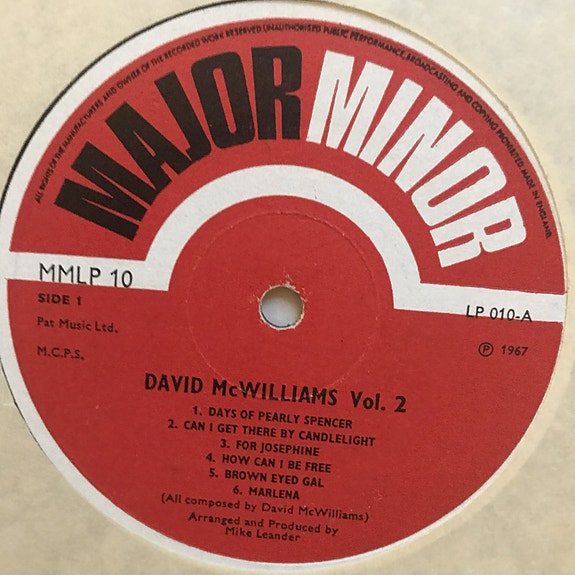 ALL RIGHTS OF THE MANUFACTURERS AND OWNER OF THE RECORDED WORK RESERVED UNAUTHORISED PUBLIC PERFORMANCE, BROADCASTING AND COPYING PROHIBITED MADE IN ENGLAND.
MAJOR MINOR
MMLP 10
LP 010-A
SIDE 1
Pat Music Ltd.
Ⓟ 1967
M.C.P.S.
DAVID McWILLIAMS Vol. 2
1. DAYS OF PEARLY SPENCER
2. CAN I GET THERE BY CANDLELIGHT
3. FOR JOSEPHINE
4. HOW CAN I BE FREE
5. BROWN EYED GAL
6. MARLENA
(All composed by David McWilliams)
Arranged and Produced by
Mike Leander